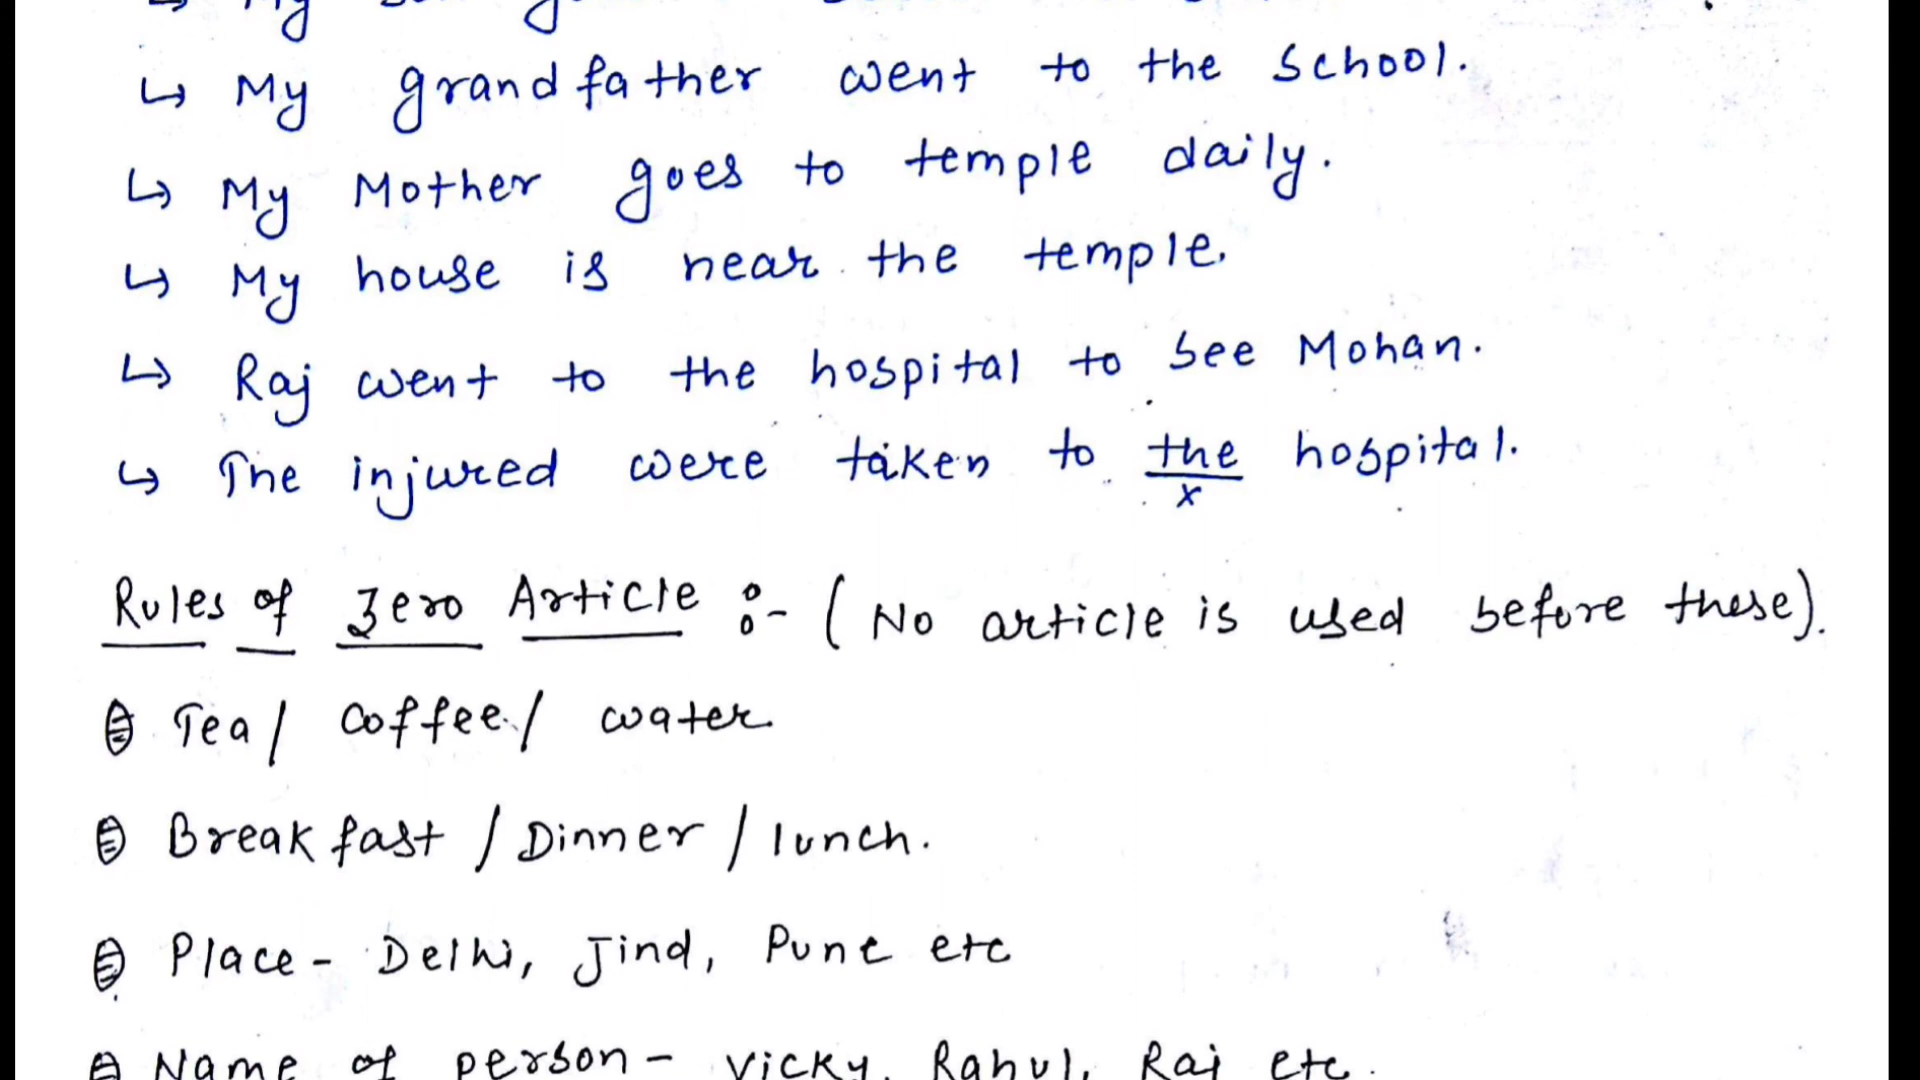 ↳ My
↳ My grandfather went to the school.
↳ My Mother goes to temple daily.
↳ My house is near the temple.
↳ Raj went to the hospital to see Mohan.
↳ The injured were taken to the hospital.
x
Rules of Zero Article :- (No article is used before these).
Tea / Coffee / water
Breakfast / Dinner / lunch.
Place - Delhi, Jind, Pune etc
Name of person - Vicky, Rahul, Raj etc.